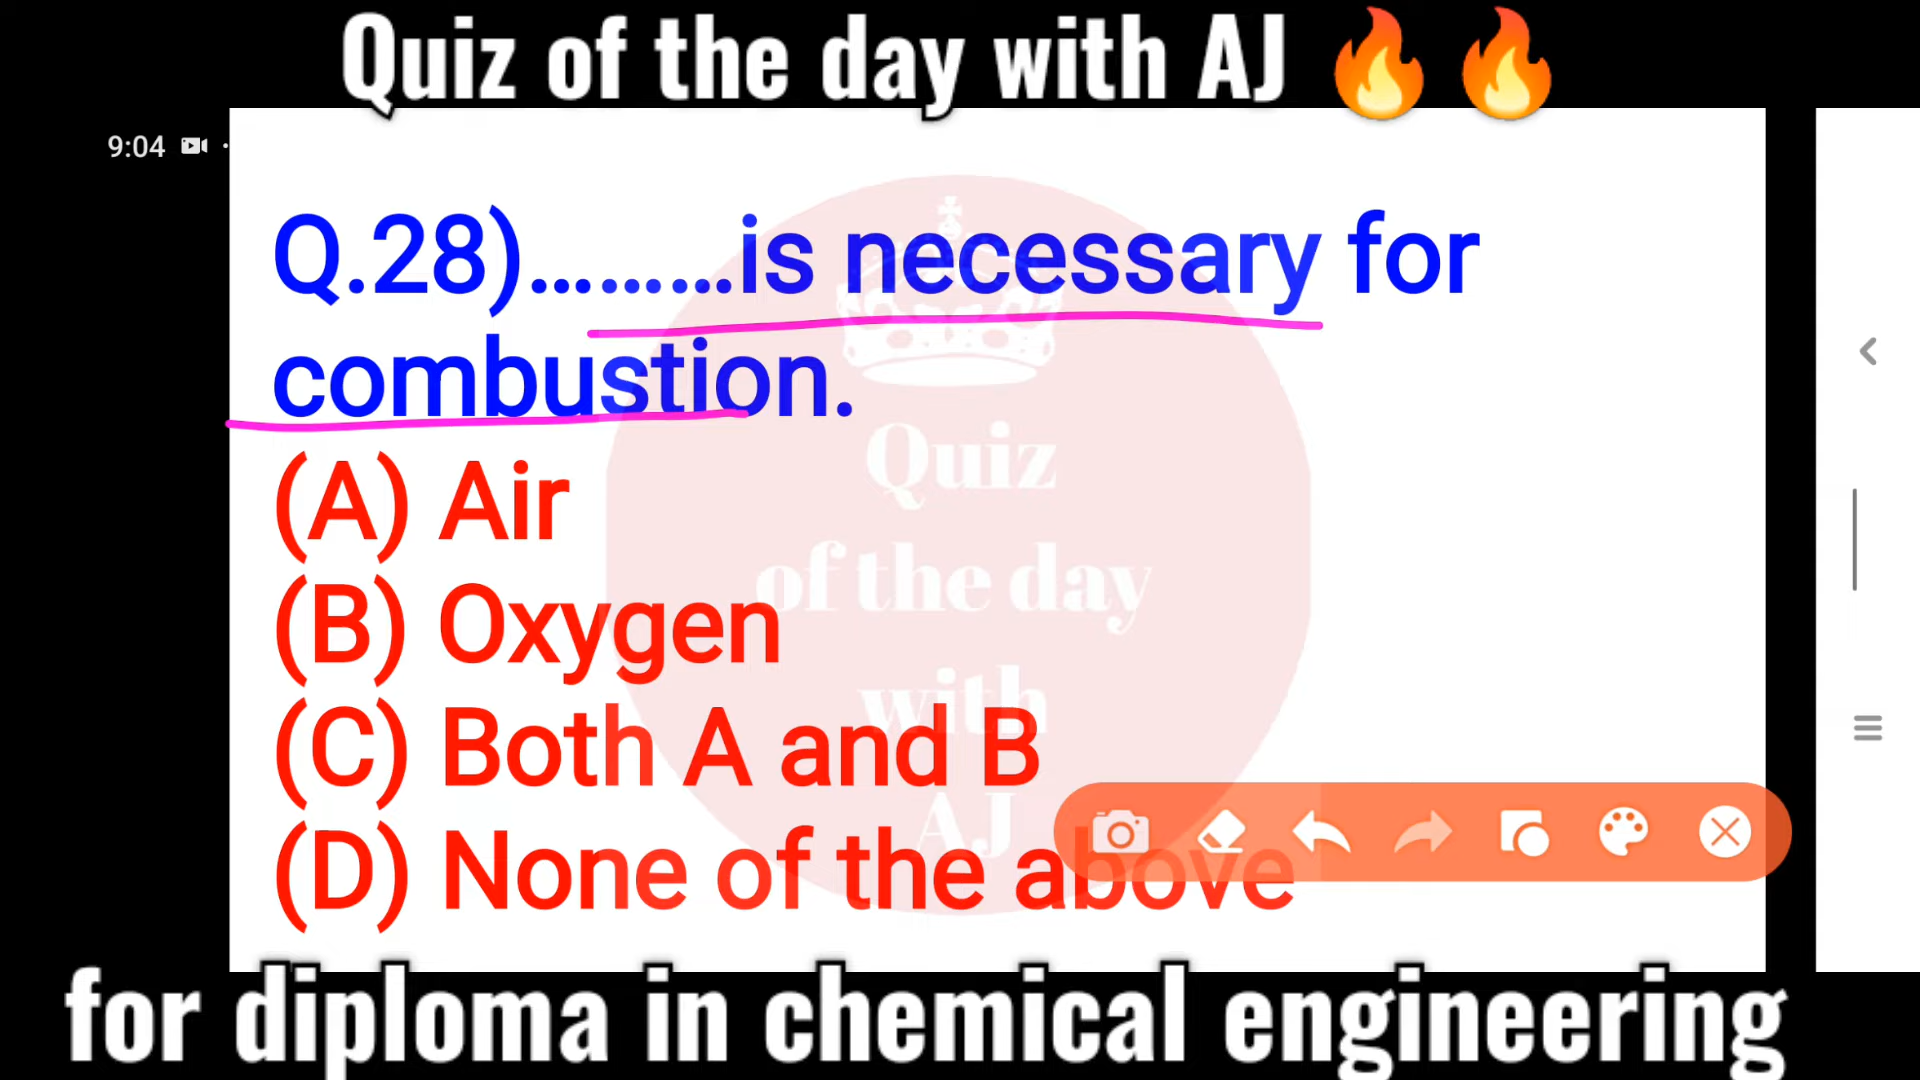 Quiz of the day with AJ 🔥🔥
9:04
Q.28).........is necessary for
combustion.
(A) Air
(B) Oxygen
(C) Both A and B
(D) None of the above
Quiz
of the day
with
AJ
for diploma in chemical engineering